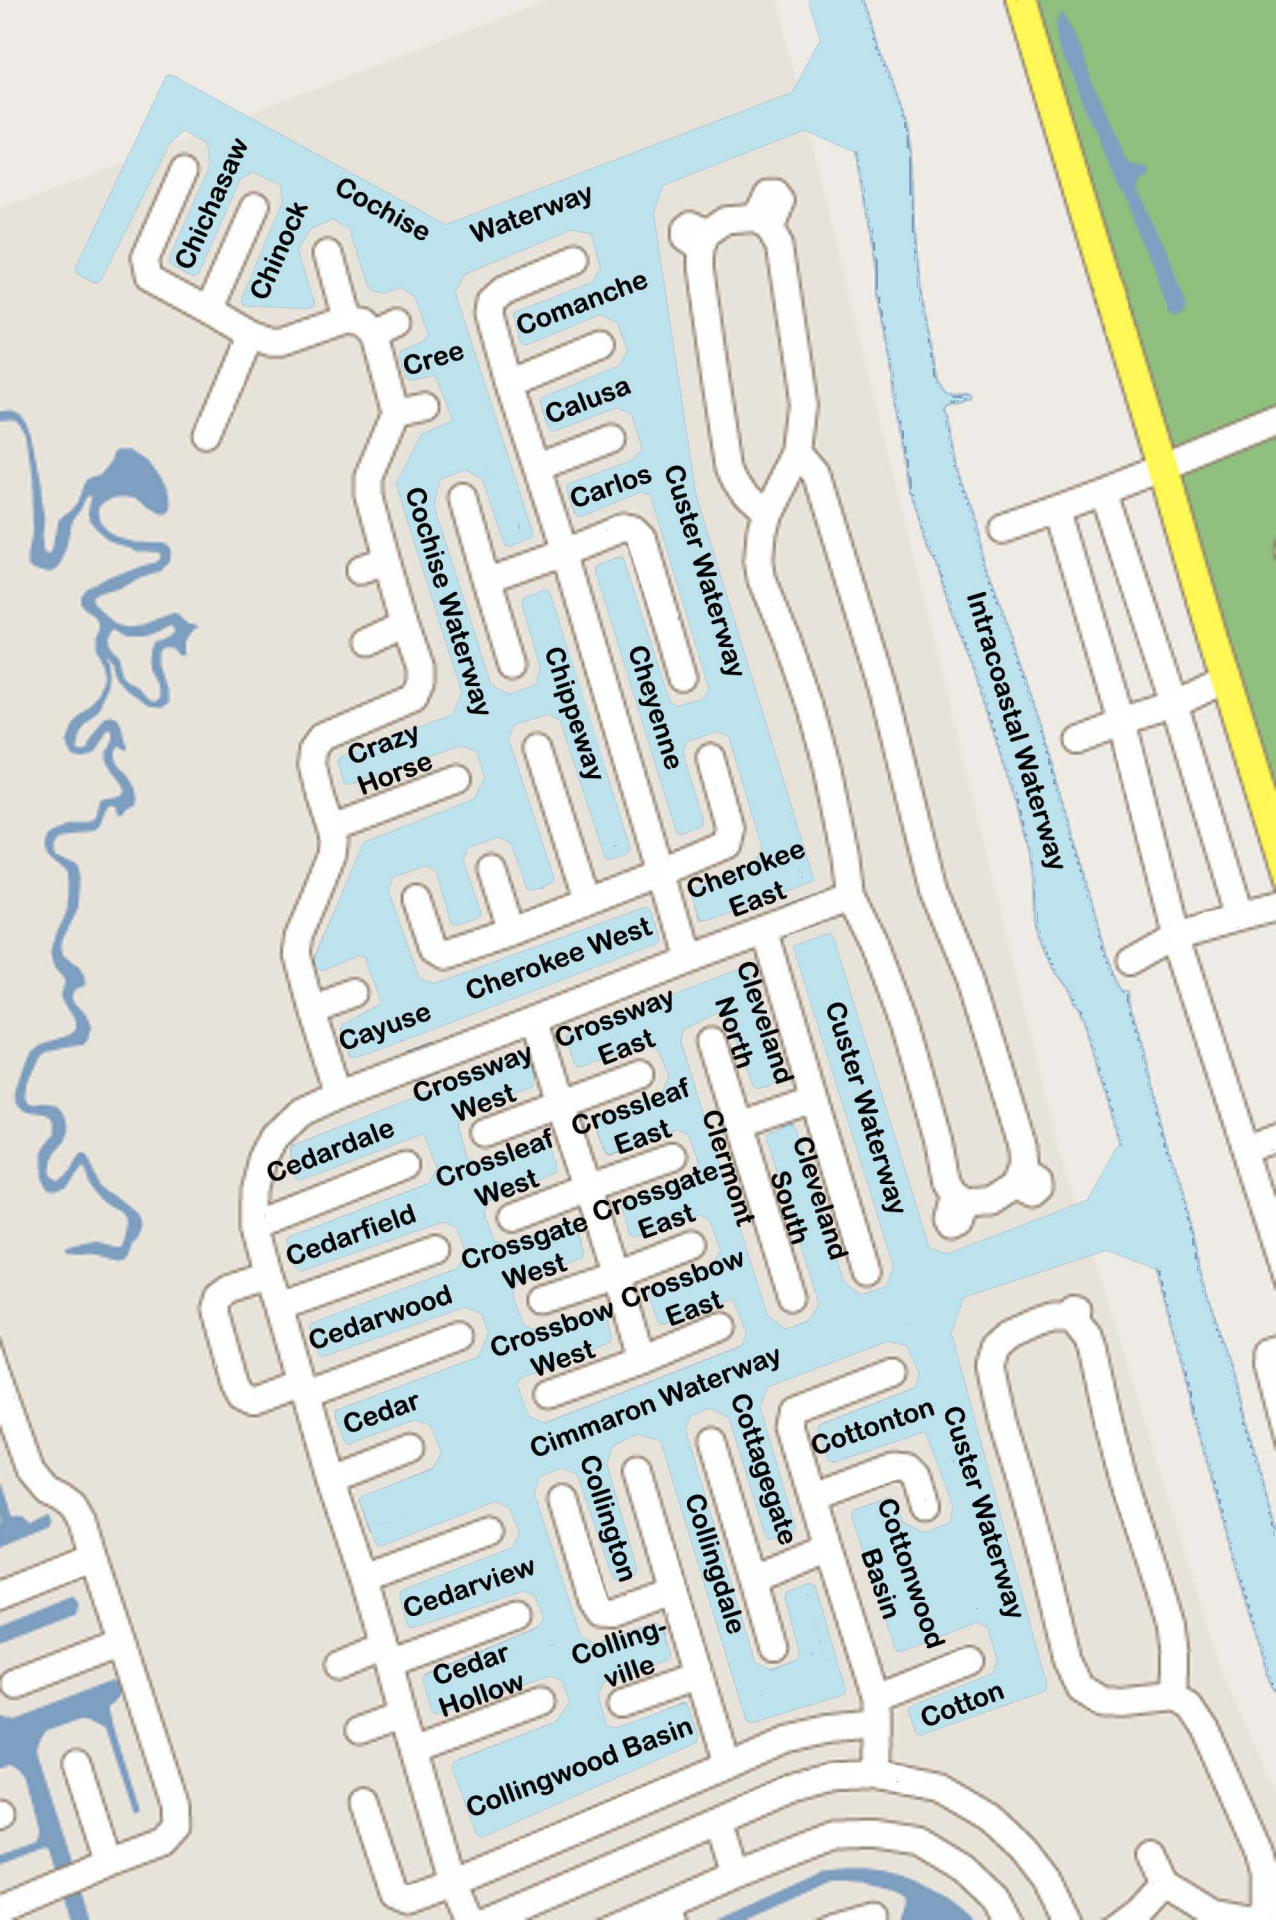 Chichasaw
Chinock
Cochise
Waterway
Comanche
Cree
Calusa
Carlos
Custer Waterway
Cochise Waterway
Intracoastal Waterway
Chippeway
Cheyenne
Crazy
Horse
Cherokee
East
Cherokee West
Cayuse
Crossway
East
Cleveland
North
Custer Waterway
Crossway
West
Cedardale
Crossleaf
East
Crossleaf
West
Clermont
Cleveland
South
Crossgate
East
Cedarfield
Crossgate
West
Crossbow
East
Cedarwood
Crossbow
West
Cimmaron Waterway
Cedar
Cottagegate
Cottonton
Custer Waterway
Collington
Collingdale
Cottonwood
Basin
Cedarview
Colling-
ville
Cedar
Hollow
Cotton
Collingwood Basin